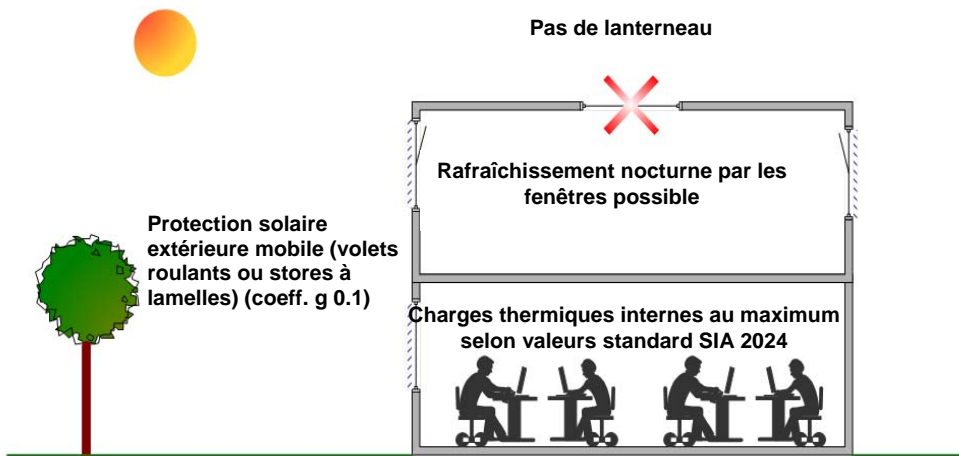 Pas de lanterneau
Rafraîchissement nocturne par les
fenêtres possible
Protection solaire
extérieure mobile (volets
roulants ou stores à
lamelles) (coeff. g 0.1)
Charges thermiques internes au maximum
selon valeurs standard SIA 2024